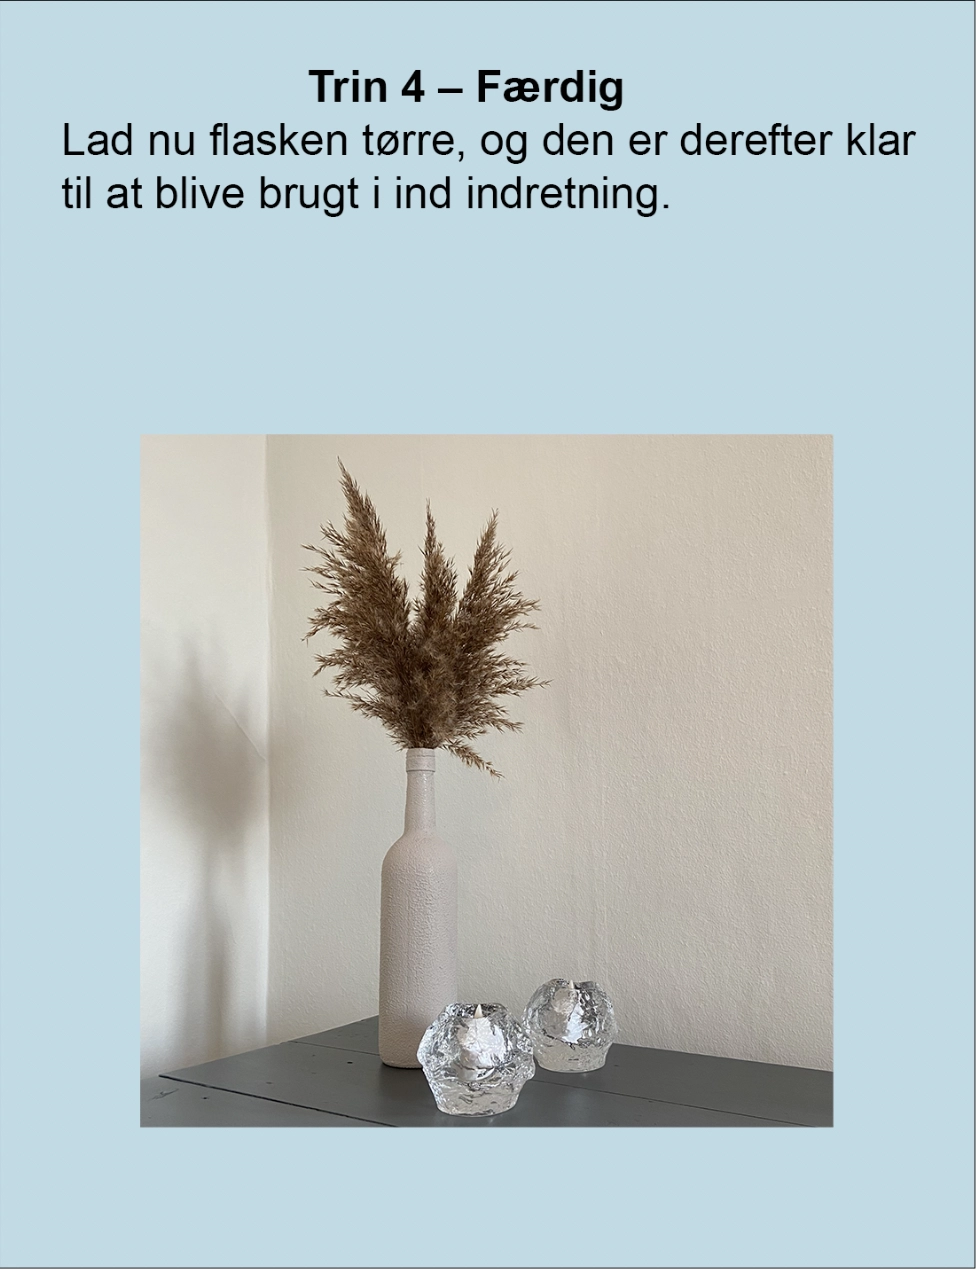 Trin 4 – Færdig
Lad nu flasken tørre, og den er derefter klar
til at blive brugt i ind indretning.